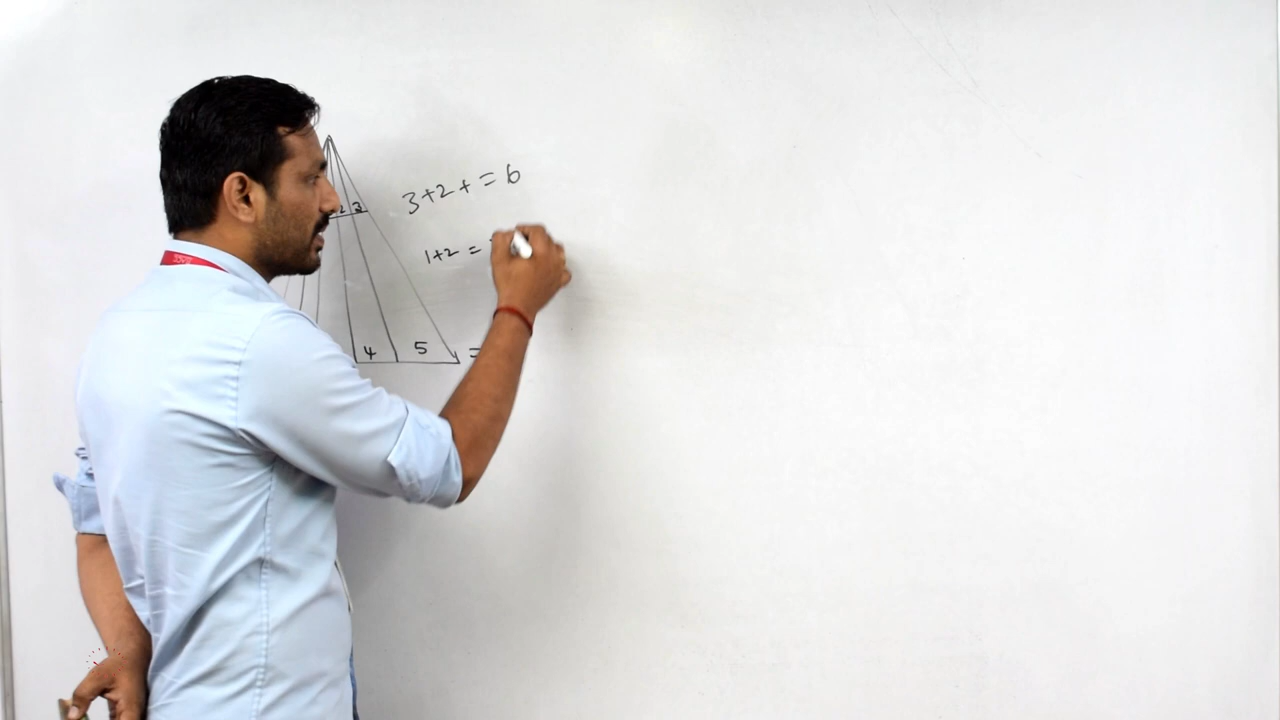 2 3
3+2+ = 6
1+2 =
4 5 =